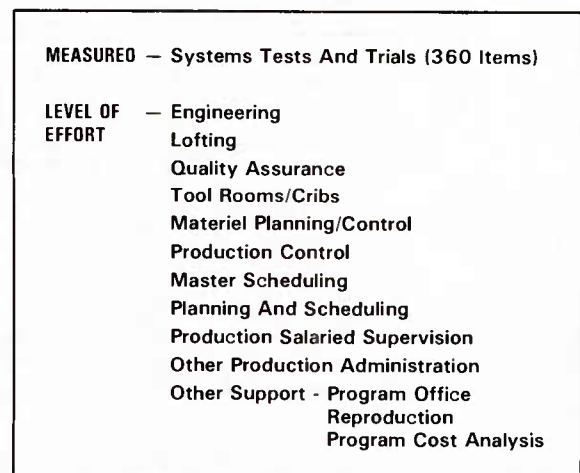 MEASURED — Systems Tests And Trials (360 Items)
LEVEL OF — Engineering
EFFORT Lofting
Quality Assurance
Tool Rooms/Cribs
Materiel Planning/Control
Production Control
Master Scheduling
Planning And Scheduling
Production Salaried Supervision
Other Production Administration
Other Support - Program Office
Reproduction
Program Cost Analysis